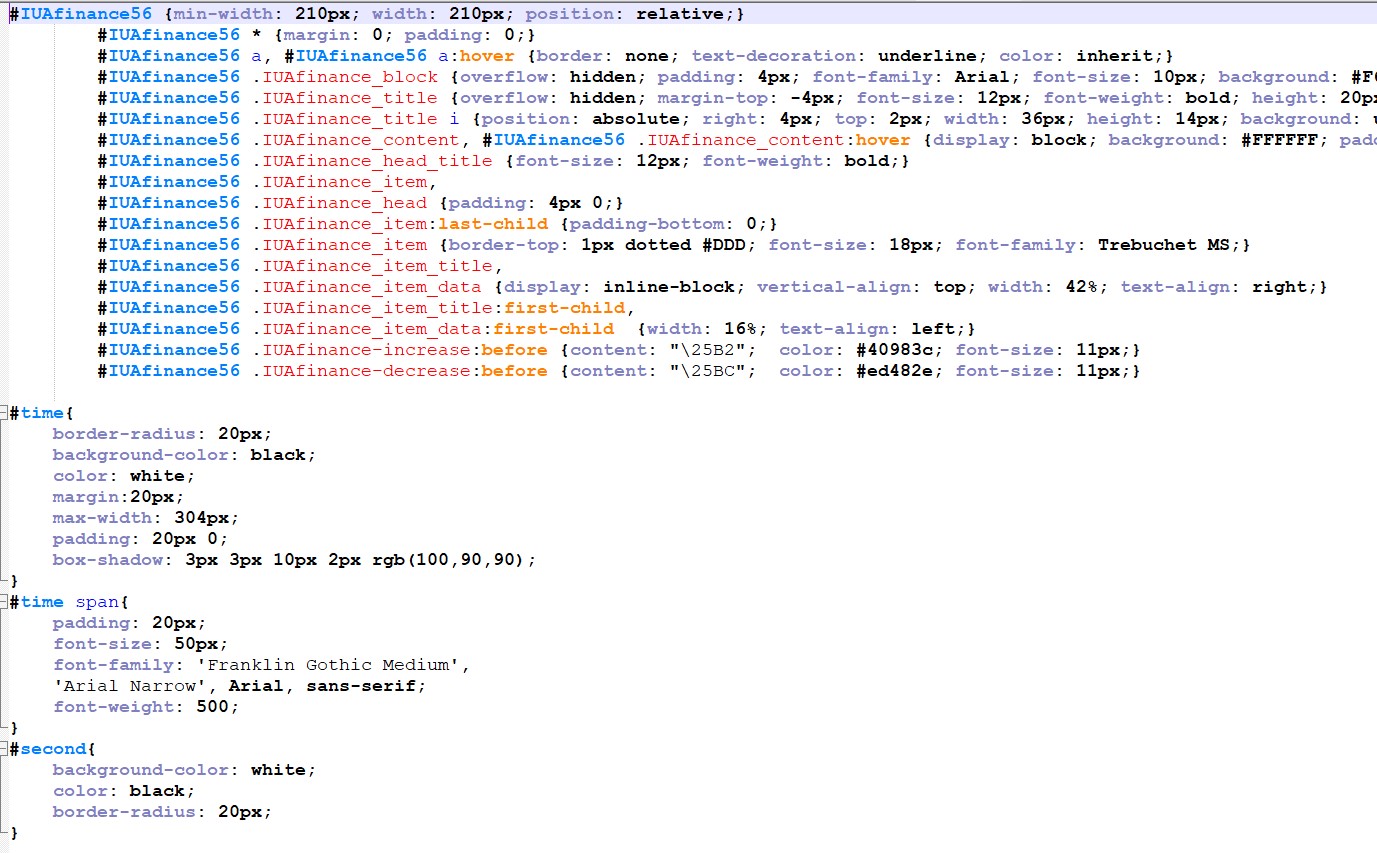 #IUAfinance56 {min-width: 210px; width: 210px; position: relative;}
#IUAfinance56 * {margin: 0; padding: 0;}
#IUAfinance56 a, #IUAfinance56 a:hover {border: none; text-decoration: underline; color: inherit;}
#IUAfinance56 .IUAfinance_block {overflow: hidden; padding: 4px; font-family: Arial; font-size: 10px; background:
#IUAfinance56 .IUAfinance_title {overflow: hidden; margin-top: -4px; font-size: 12px; font-weight: bold; height: 20px
#IUAfinance56 .IUAfinance_title i {position: absolute; right: 4px; top: 2px; width: 36px; height: 14px; background:
#IUAfinance56 .IUAfinance_content, #IUAfinance56 .IUAfinance_content:hover {display: block; background: #FFFFFF;
#IUAfinance56 .IUAfinance_head_title {font-size: 12px; font-weight: bold;}
#IUAfinance56 .IUAfinance_item,
#IUAfinance56 .IUAfinance_head {padding: 4px 0;}
#IUAfinance56 .IUAfinance_item:last-child {padding-bottom: 0;}
#IUAfinance56 .IUAfinance_item {border-top: 1px dotted #DDD; font-size: 18px; font-family: Trebuchet MS;}
#IUAfinance56 .IUAfinance_item_title,
#IUAfinance56 .IUAfinance_item_data {display: inline-block; vertical-align: top; width: 42%; text-align: right;}
#IUAfinance56 .IUAfinance_item_title:first-child,
#IUAfinance56 .IUAfinance_item_data:first-child  {width: 16%; text-align: left;}
#IUAfinance56 .IUAfinance-increase:before {content: "\25B2";  color: #40983c; font-size: 11px;}
#IUAfinance56 .IUAfinance-decrease:before {content: "\25BC";  color: #ed482e; font-size: 11px;}
#time{
border-radius: 20px;
background-color: black;
color: white;
margin:20px;
max-width: 304px;
padding: 20px 0;
box-shadow: 3px 3px 10px 2px rgb(100,90,90);
}
#time span{
padding: 20px;
font-size: 50px;
font-family: 'Franklin Gothic Medium',
'Arial Narrow', Arial, sans-serif;
font-weight: 500;
}
#second{
background-color: white;
color: black;
border-radius: 20px;
}